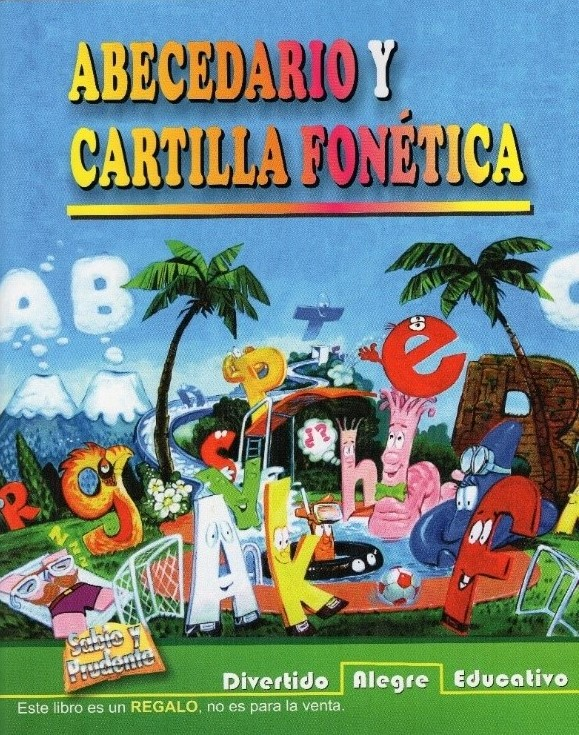 ABECEDARIO Y
CARTILLA FONÉTICA
A B C
T
n P e
R g S V ¿? h b B
N z z z
A K L F
Sabio y
Prudente
Divertido Alegre Educativo
Este libro es un REGALO, no es para la venta.